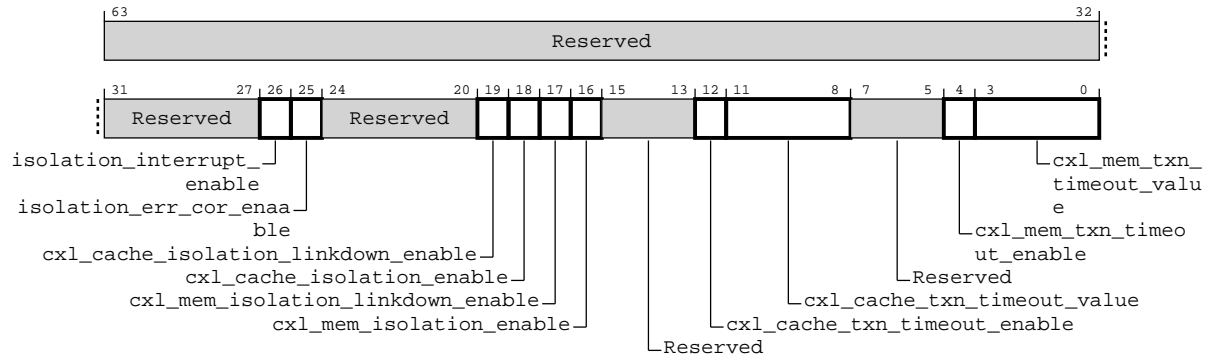 63 32
Reserved
31 27 26 25 24 20 19 18 17 16 15 13 12 11 8 7 5 4 3 0
Reserved Reserved
isolation_interrupt_
enable
isolation_err_cor_enaa
ble
cxl_cache_isolation_linkdown_enable
cxl_cache_isolation_enable
cxl_mem_isolation_linkdown_enable
cxl_mem_isolation_enable
cxl_mem_txn_
timeout_valu
e
cxl_mem_txn_timeo
ut_enable
Reserved
cxl_cache_txn_timeout_value
cxl_cache_txn_timeout_enable
Reserved